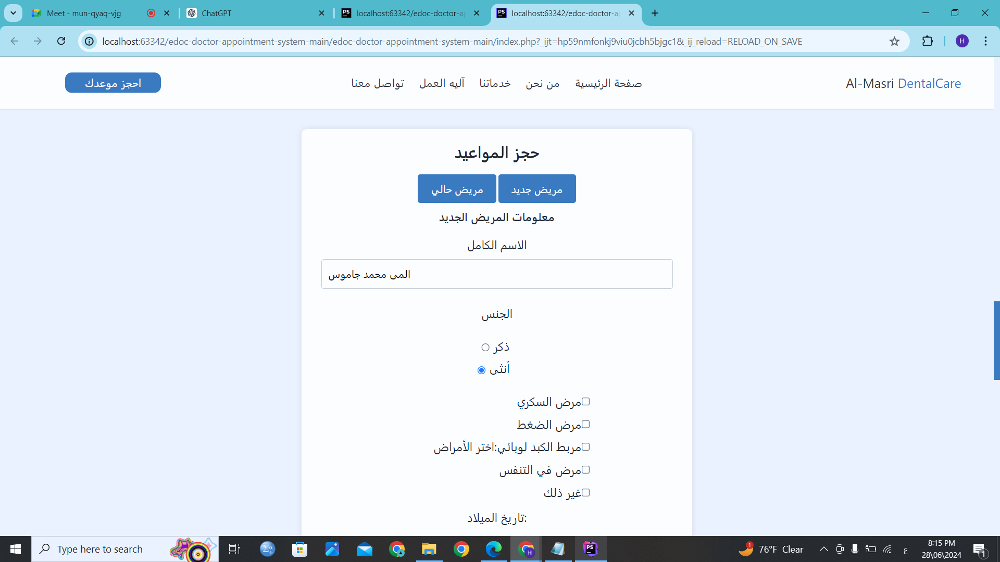 Meet - mun-qyaq-vjg
ChatGPT
localhost:63342/edoc-doctor-a
localhost:63342/edoc-doctor-a
localhost:63342/edoc-doctor-appointment-system-main/edoc-doctor-appointment-system-main/index.php?_ijt=hp59nmfonkj9viu0jcbh5bjgc1&_ij_reload=RELOAD_ON_SAVE
H
Al-Masri DentalCare
صفحة الرئيسية
من نحن
خدماتنا
آليه العمل
تواصل معنا
احجز موعدك
حجز المواعيد
مريض جديد
مريض حالي
معلومات المريض الجديد
الاسم الكامل
المى محمد جاموس
الجنس
ذكر
أنثى
مرض السكري
مرض الضغط
مربط الكبد لوبائي:اختر الأمراض
مرض في التنفس
غير ذلك
تاريخ الميلاد:
Type here to search
1
76°F Clear
ع
8:15 PM
28\06\2024
1